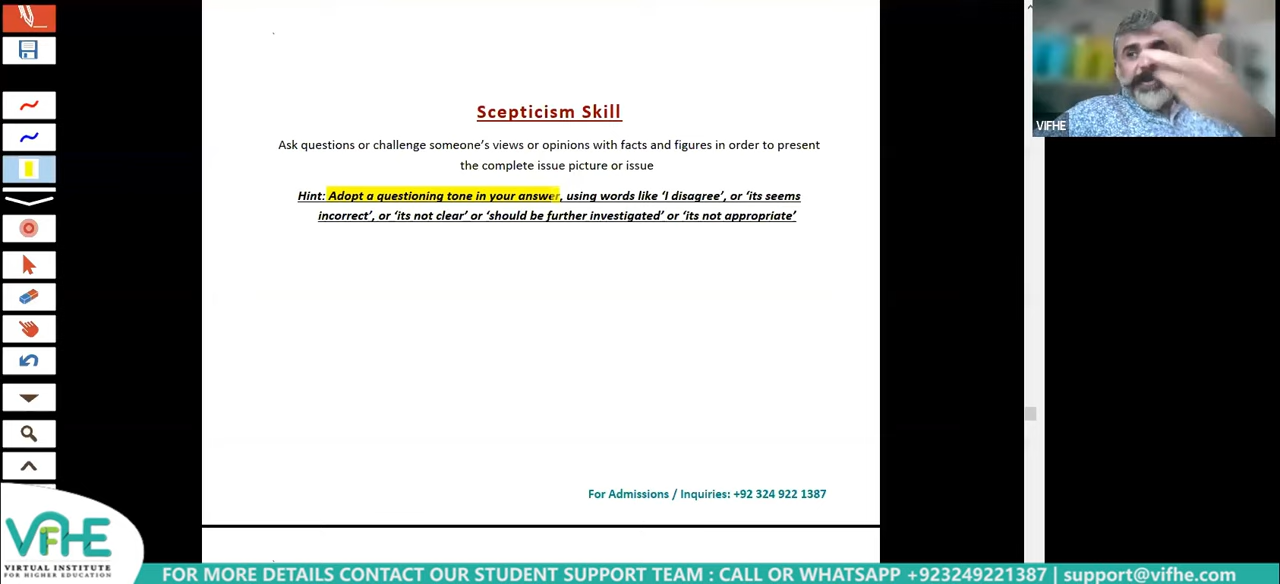 Scepticism Skill
Ask questions or challenge someone's views or opinions with facts and figures in order to present
the complete issue picture or issue
Hint: Adopt a questioning tone in your answer, using words like 'I disagree', or 'its seems
incorrect', or 'its not clear' or 'should be further investigated' or 'its not appropriate'
VIFHE
For Admissions / Inquiries: +92 324 922 1387
VIFHE
VIRTUAL INSTITUTE
FOR HIGHER EDUCATION
FOR MORE DETAILS CONTACT OUR STUDENT SUPPORT TEAM : CALL OR WHATSAPP +923249221387 | support@vifhe.com